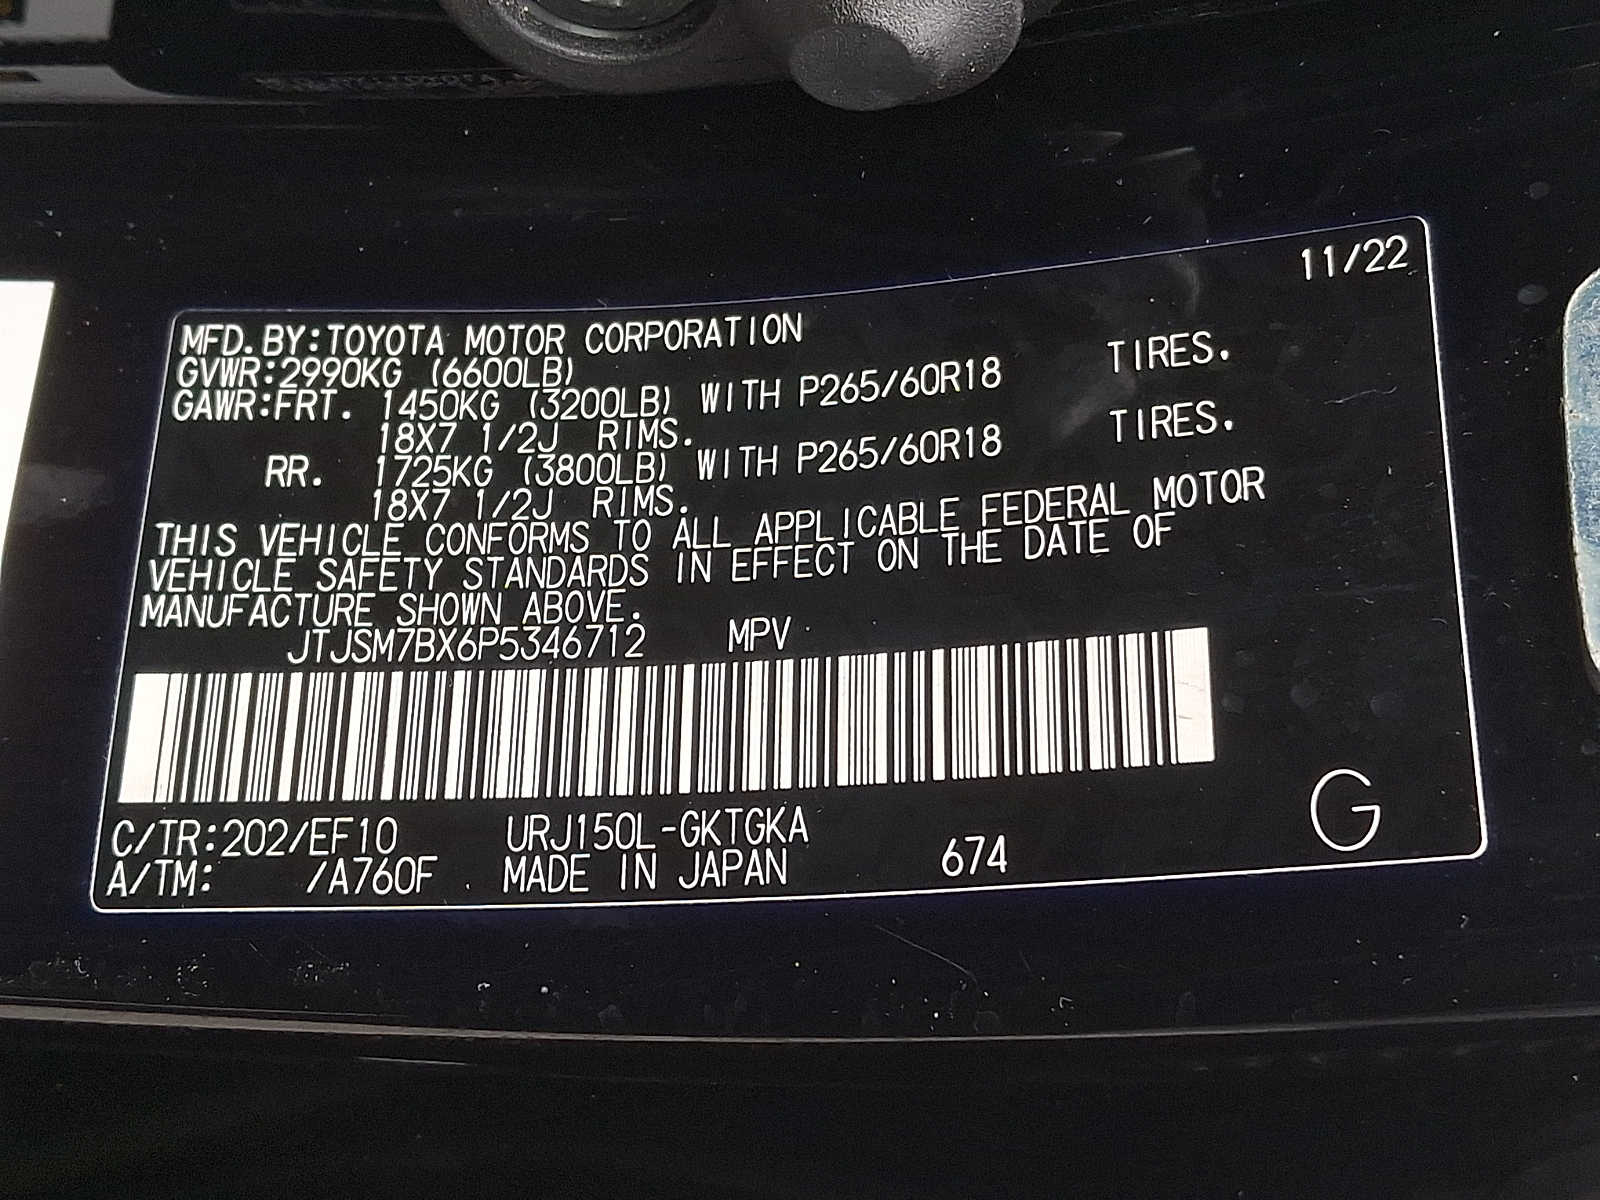 11/22
MFD. BY:TOYOTA MOTOR CORPORATION
GVWR:2990KG (6600LB)
GAWR:FRT. 1450KG (3200LB) WITH P265/60R18 TIRES.
18X7 1/2J RIMS.
RR. 1725KG (3800LB) WITH P265/60R18 TIRES.
18X7 1/2J RIMS.
THIS VEHICLE CONFORMS TO ALL APPLICABLE FEDERAL MOTOR
VEHICLE SAFETY STANDARDS IN EFFECT ON THE DATE OF
MANUFACTURE SHOWN ABOVE.
JTJSM7BX6P5346712 MPV
C/TR:202/EF10 URJ150L-GKTGKA
A/TM: /A760F MADE IN JAPAN 674 G